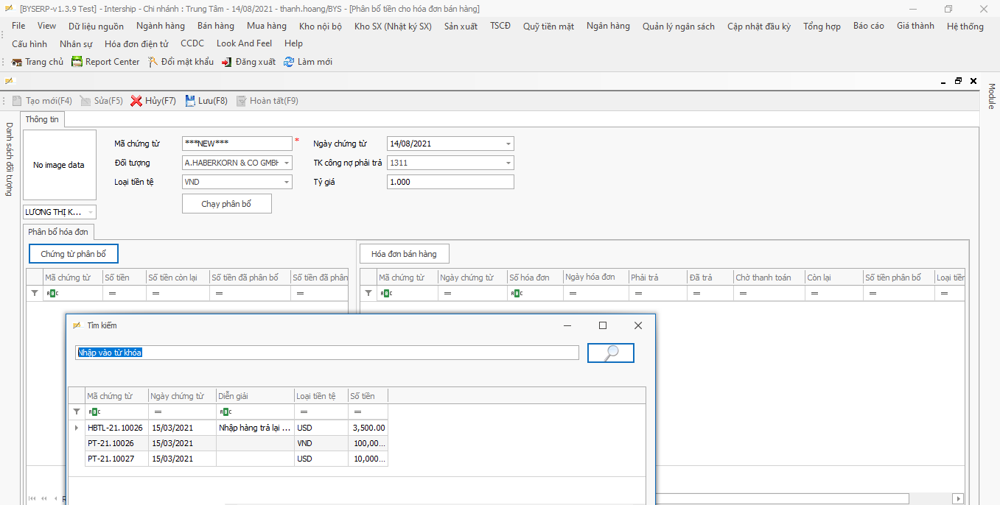 [BYSERP-v1.3.9 Test] - Intership - Chi nhánh : Trung Tâm - 14/08/2021 - thanh.hoang/BYS - [Phân bổ tiền cho hóa đơn bán hàng]
File View Dữ liệu nguồn Ngành hàng Bán hàng Mua hàng Kho nội bộ Kho SX (Nhật ký SX) Sản xuất TSCĐ Quỹ tiền mặt Ngân hàng Quản lý ngân sách Cập nhật đầu kỳ Tổng hợp Báo cáo Giá thành Hệ thống
Cấu hình Nhân sự Hóa đơn điện tử CCDC Look And Feel Help
Trang chủ Report Center Đổi mật khẩu Đăng xuất Làm mới
Tạo mới(F4) Sửa(F5) Hủy(F7) Lưu(F8) Hoàn tất(F9)
Module
Danh sách đối tượng
Thông tin
No image data
Mã chứng từ ***NEW*** * Ngày chứng từ 14/08/2021
Đối tượng A.HABERKORN & CO GMBH TK công nợ phải trả 1311
Loại tiền tệ VND Tỷ giá 1.000
Chạy phân bổ
LƯƠNG THỊ K...
Phân bổ hóa đơn
Chứng từ phân bổ Hóa đơn bán hàng
Mã chứng từ Số tiền Số tiền còn lại Số tiền đã phân bổ Số tiền đã phân Mã chứng từ Ngày chứng từ Số hóa đơn Ngày hóa đơn Phải trả Đã trả Chờ thanh toán Còn lại Số tiền phân bổ Loại tiền
ABC = = = = ABC = ABC = = = = = = =
Tìm kiếm
Nhập vào từ khóa
Mã chứng từ Ngày chứng từ Diễn giải Loại tiền tệ Số tiền
ABC = ABC = =
HBTL-21.10026 15/03/2021 Nhập hàng trả lại ... USD 3,500.00
PT-21.10026 15/03/2021 VND 100,00...
PT-21.10027 15/03/2021 USD 10,000...